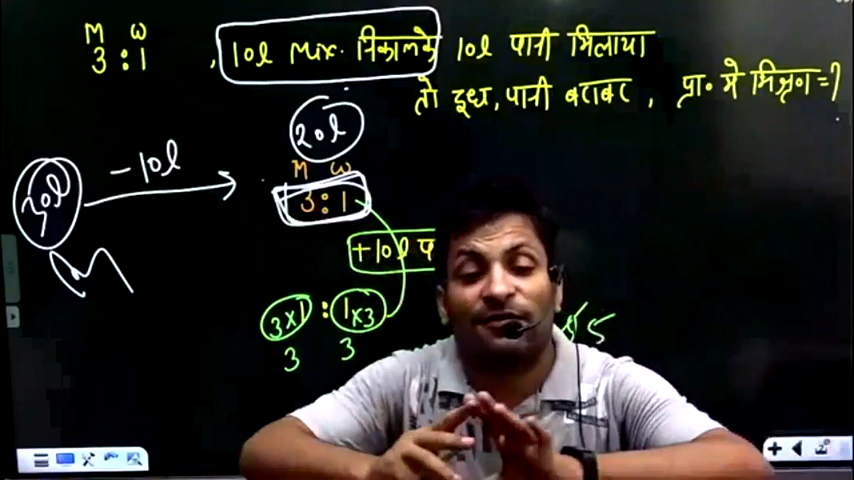 M W
3 : 1 , 10l Mix. निकालके 10l पानी मिलाया
तो दूध, पानी बराबर, प्रा० में मिश्रण = ?
20l
M W
-10l
3 : 1
30l
+10l प
3x1 : 1x3
3 3
5